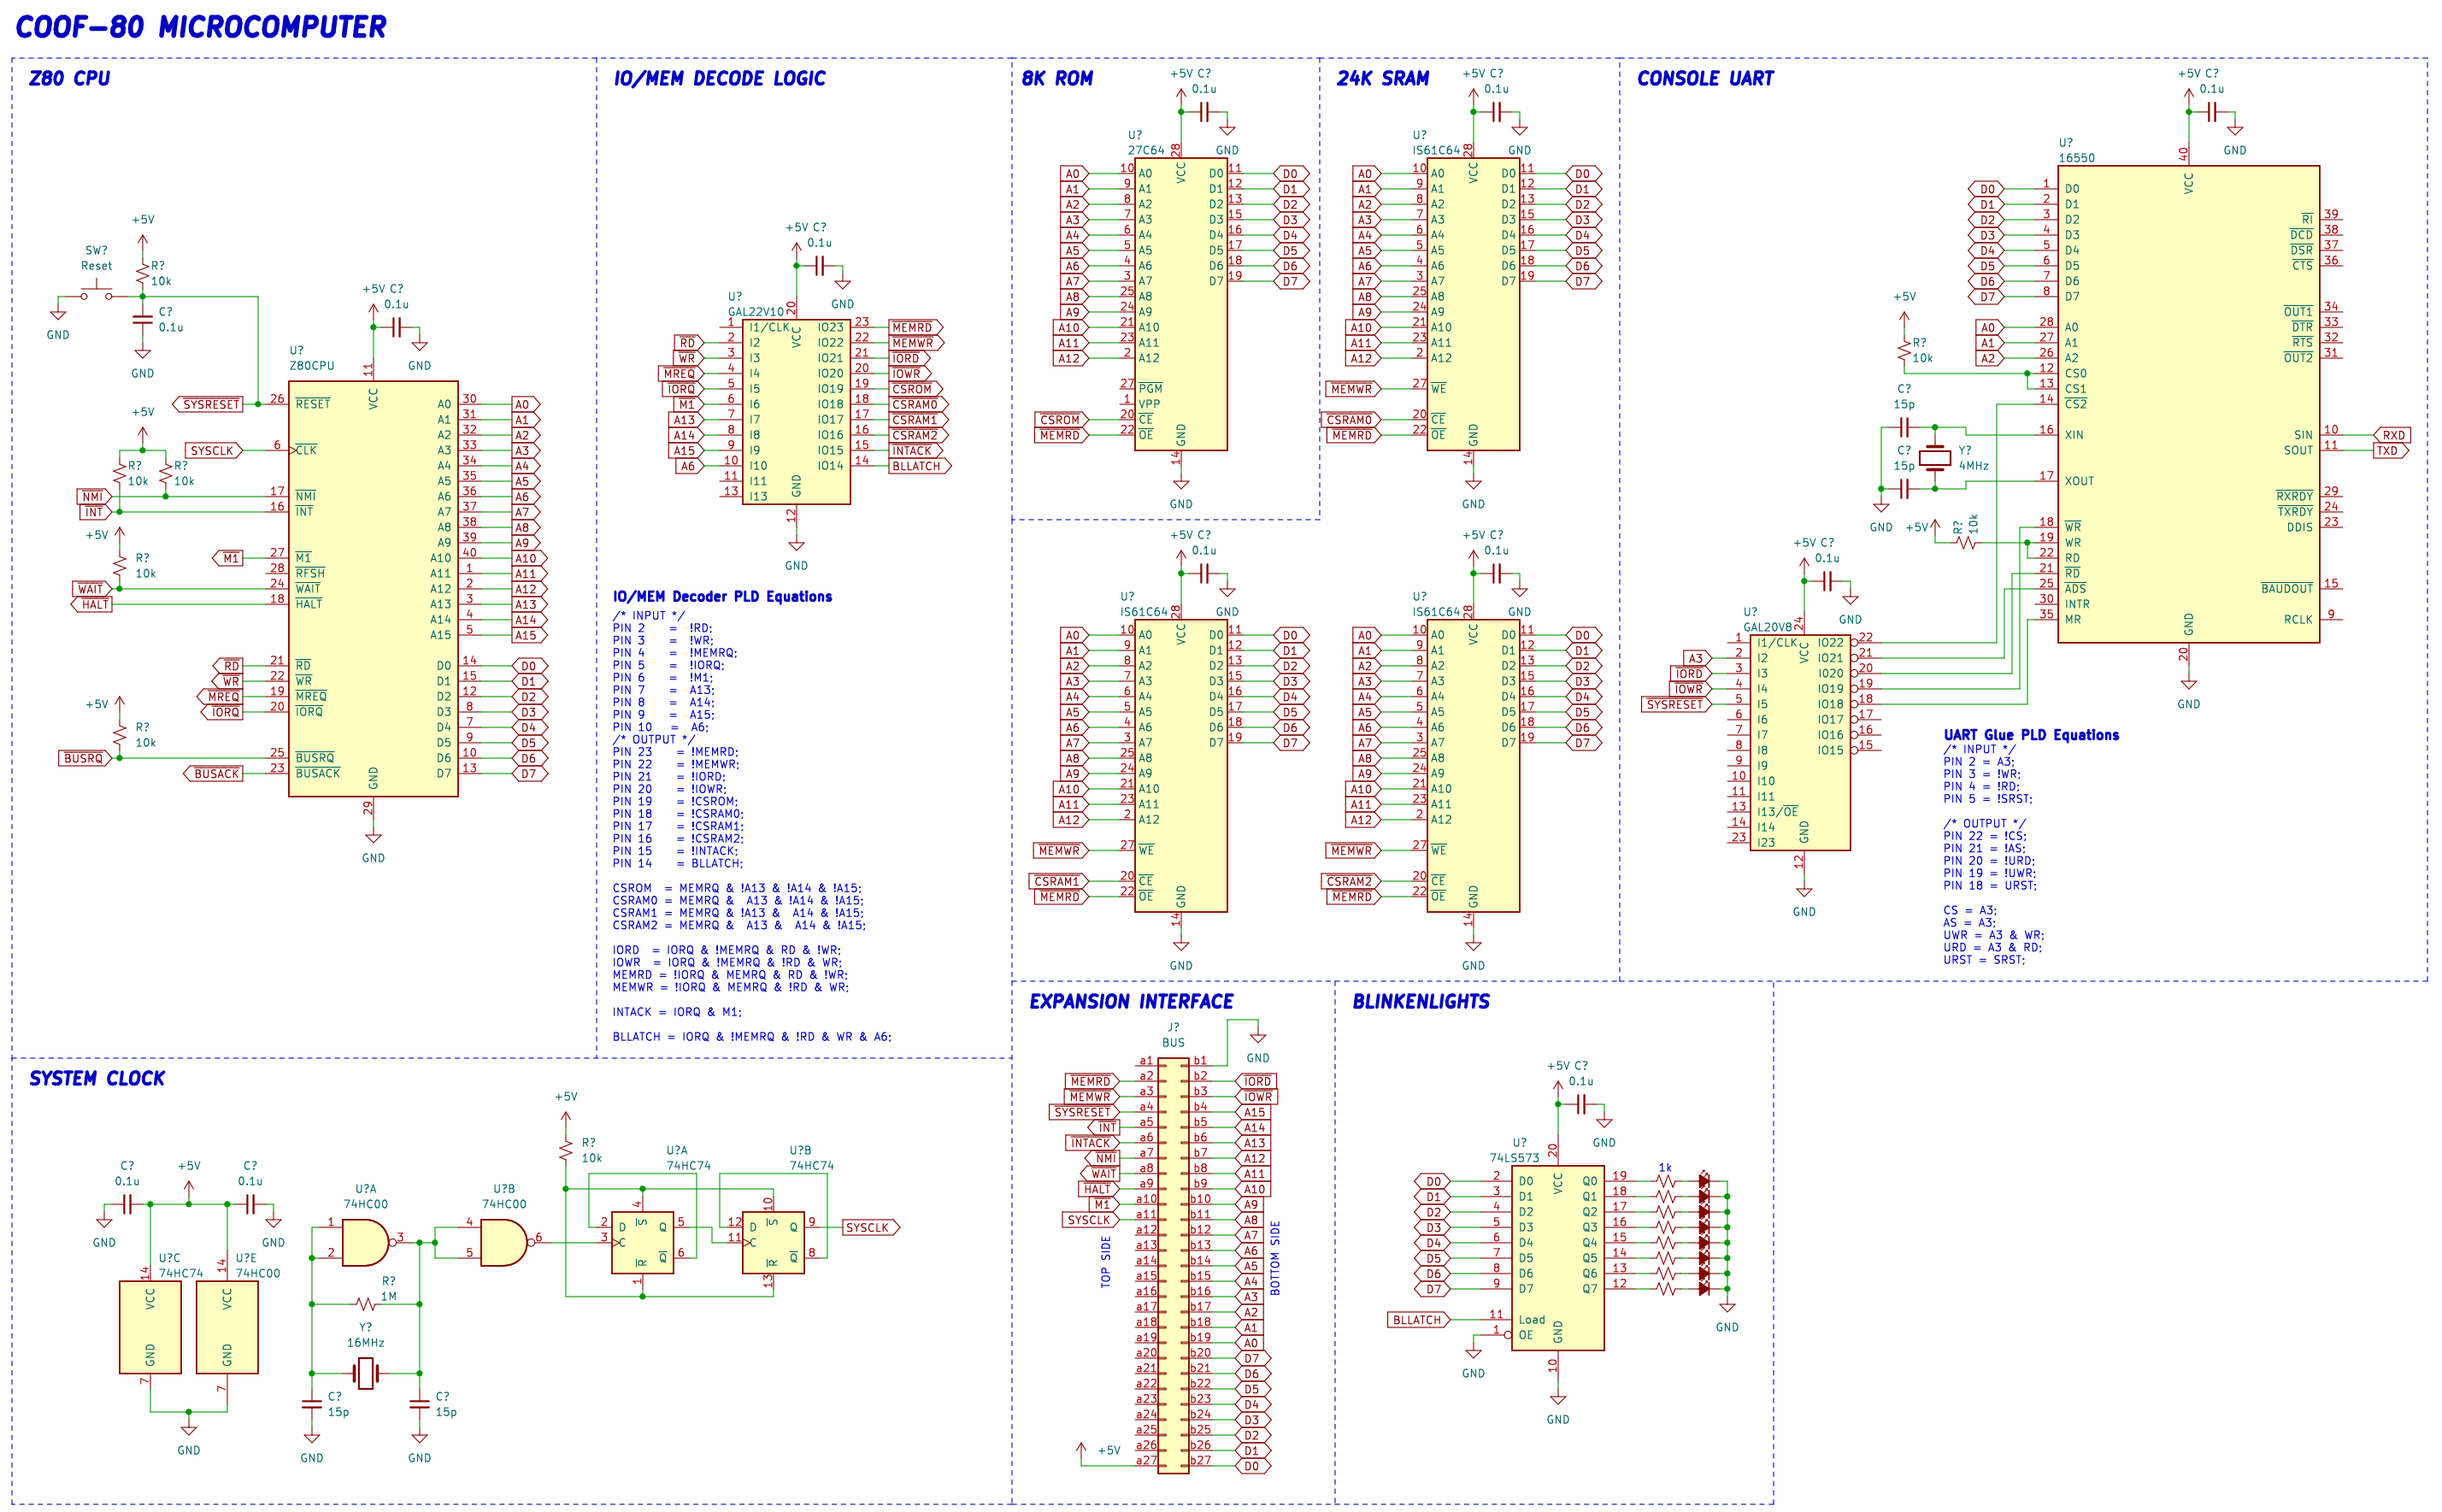 COOF-80 MICROCOMPUTER
Z80 CPU
+5V
SW?
Reset
R?
10k
GND
C?
0.1u
GND
+5V C?
0.1u
GND
U?
Z80CPU
SYSRESET
SYSCLK
+5V
R?
10k
R?
10k
NMI
INT
+5V
R?
10k
M1
WAIT
HALT
RD
WR
MREQ
IORQ
+5V
R?
10k
BUSRQ
BUSACK
26 RESET
6 CLK
17 NMI
16 INT
27 M1
28 RFSH
24 WAIT
18 HALT
21 RD
22 WR
19 MREQ
20 IORQ
25 BUSRQ
23 BUSACK
11 VCC
29 GND
GND
A0 30 A0
A1 31 A1
A2 32 A2
A3 33 A3
A4 34 A4
A5 35 A5
A6 36 A6
A7 37 A7
A8 38 A8
A9 39 A9
A10 40 A10
A11 1 A11
A12 2 A12
A13 3 A13
A14 4 A14
A15 5 A15
D0 14 D0
D1 15 D1
D2 12 D2
D3 8 D3
D4 7 D4
D5 9 D5
D6 10 D6
D7 13 D7
IO/MEM DECODE LOGIC
+5V C?
0.1u
GND
U?
GAL22V10
20 VCC
1 I1/CLK IO23 23 MEMRD
RD 2 I2 IO22 22 MEMWR
WR 3 I3 IO21 21 IORD
MREQ 4 I4 IO20 20 IOWR
IORQ 5 I5 IO19 19 CSROM
M1 6 I6 IO18 18 CSRAM0
A13 7 I7 IO17 17 CSRAM1
A14 8 I8 IO16 16 CSRAM2
A15 9 I9 IO15 15 INTACK
A6 10 I10 IO14 14 BLLATCH
11 I11
13 I13
12 GND
GND
IO/MEM Decoder PLD Equations
/* INPUT */
PIN 2 = !RD;
PIN 3 = !WR;
PIN 4 = !MEMRQ;
PIN 5 = !IORQ;
PIN 6 = !M1;
PIN 7 = A13;
PIN 8 = A14;
PIN 9 = A15;
PIN 10 = A6;
/* OUTPUT */
PIN 23 = !MEMRD;
PIN 22 = !MEMWR;
PIN 21 = !IORD;
PIN 20 = !IOWR;
PIN 19 = !CSROM;
PIN 18 = !CSRAM0;
PIN 17 = !CSRAM1;
PIN 16 = !CSRAM2;
PIN 15 = !INTACK;
PIN 14 = BLLATCH;
CSROM = MEMRQ & !A13 & !A14 & !A15;
CSRAM0 = MEMRQ & A13 & !A14 & !A15;
CSRAM1 = MEMRQ & !A13 & A14 & !A15;
CSRAM2 = MEMRQ & A13 & A14 & !A15;
IORD = IORQ & !MEMRQ & RD & !WR;
IOWR = IORQ & !MEMRQ & !RD & WR;
MEMRD = !IORQ & MEMRQ & RD & !WR;
MEMWR = !IORQ & MEMRQ & !RD & WR;
INTACK = IORQ & M1;
BLLATCH = IORQ & !MEMRQ & !RD & WR & A6;
8K ROM
+5V C?
0.1u
GND
U?
27C64
28 VCC
A0 10 A0 D0 11 D0
A1 9 A1 D1 12 D1
A2 8 A2 D2 13 D2
A3 7 A3 D3 15 D3
A4 6 A4 D4 16 D4
A5 5 A5 D5 17 D5
A6 4 A6 D6 18 D6
A7 3 A7 D7 19 D7
A8 25 A8
A9 24 A9
A10 21 A10
A11 23 A11
A12 2 A12
27 PGM
1 VPP
CSROM 20 CE
MEMRD 22 OE
14 GND
GND
24K SRAM
+5V C?
0.1u
GND
U?
IS61C64
28 VCC
A0 10 A0 D0 11 D0
A1 9 A1 D1 12 D1
A2 8 A2 D2 13 D2
A3 7 A3 D3 15 D3
A4 6 A4 D4 16 D4
A5 5 A5 D5 17 D5
A6 4 A6 D6 18 D6
A7 3 A7 D7 19 D7
A8 25 A8
A9 24 A9
A10 21 A10
A11 23 A11
A12 2 A12
MEMWR 27 WE
CSRAM0 20 CE
MEMRD 22 OE
14 GND
GND
+5V C?
0.1u
GND
U?
IS61C64
28 VCC
A0 10 A0 D0 11 D0
A1 9 A1 D1 12 D1
A2 8 A2 D2 13 D2
A3 7 A3 D3 15 D3
A4 6 A4 D4 16 D4
A5 5 A5 D5 17 D5
A6 4 A6 D6 18 D6
A7 3 A7 D7 19 D7
A8 25 A8
A9 24 A9
A10 21 A10
A11 23 A11
A12 2 A12
MEMWR 27 WE
CSRAM1 20 CE
MEMRD 22 OE
14 GND
GND
+5V C?
0.1u
GND
U?
IS61C64
28 VCC
A0 10 A0 D0 11 D0
A1 9 A1 D1 12 D1
A2 8 A2 D2 13 D2
A3 7 A3 D3 15 D3
A4 6 A4 D4 16 D4
A5 5 A5 D5 17 D5
A6 4 A6 D6 18 D6
A7 3 A7 D7 19 D7
A8 25 A8
A9 24 A9
A10 21 A10
A11 23 A11
A12 2 A12
MEMWR 27 WE
CSRAM2 20 CE
MEMRD 22 OE
14 GND
GND
CONSOLE UART
+5V C?
0.1u
GND
U?
16550
40 VCC
D0 1 D0
D1 2 D1
D2 3 D2
D3 4 D3
D4 5 D4
D5 6 D5
D6 7 D6
D7 8 D7
A0 28 A0
A1 27 A1
A2 26 A2
12 CS0
13 CS1
14 CS2
16 XIN
17 XOUT
18 WR
19 WR
22 RD
21 RD
25 ADS
30 INTR
35 MR
RI 39
DCD 38
DSR 37
CTS 36
OUT1 34
DTR 33
RTS 32
OUT2 31
SIN 10 RXD
SOUT 11 TXD
RXRDY 29
TXRDY 24
DDIS 23
BAUDOUT 15
RCLK 9
20 GND
GND
+5V
R?
10k
C?
15p
C?
15p
Y?
4MHz
GND
+5V
R?
10k
+5V C?
0.1u
GND
U?
GAL20V8
24 VCC
1 I1/CLK IO22 22
A3 2 I2 IO21 21
IORD 3 I3 IO20 20
IOWR 4 I4 IO19 19
SYSRESET 5 I5 IO18 18
6 I6 IO17 17
7 I7 IO16 16
8 I8 IO15 15
9 I9
10 I10
11 I11
13 I13/OE
14 I14
23 I23
12 GND
GND
UART Glue PLD Equations
/* INPUT */
PIN 2 = A3;
PIN 3 = !WR;
PIN 4 = !RD;
PIN 5 = !SRST;
/* OUTPUT */
PIN 22 = !CS;
PIN 21 = !AS;
PIN 20 = !URD;
PIN 19 = !UWR;
PIN 18 = URST;
CS = A3;
AS = A3;
UWR = A3 & WR;
URD = A3 & RD;
URST = SRST;
SYSTEM CLOCK
C?
0.1u
+5V
C?
0.1u
GND
GND
U?C
74HC74
U?E
74HC00
14 VCC
GND 7
14 VCC
GND 7
GND
U?A
74HC00
1
2
3
R?
1M
Y?
16MHz
C?
15p
C?
15p
GND
GND
U?B
74HC00
4
5
6
+5V
R?
10k
U?A
74HC74
4 S
2 D Q 5
3 C Q 6
R 1
U?B
74HC74
10 S
12 D Q 9
11 C Q 8
R 13
SYSCLK
EXPANSION INTERFACE
J?
BUS
GND
a1 b1
MEMRD a2 b2 IORD
MEMWR a3 b3 IOWR
SYSRESET a4 b4 A15
INT a5 b5 A14
INTACK a6 b6 A13
NMI a7 b7 A12
WAIT a8 b8 A11
HALT a9 b9 A10
M1 a10 b10 A9
SYSCLK a11 b11 A8
a12 b12 A7
a13 b13 A6
a14 b14 A5
a15 b15 A4
a16 b16 A3
a17 b17 A2
a18 b18 A1
a19 b19 A0
a20 b20 D7
a21 b21 D6
a22 b22 D5
a23 b23 D4
a24 b24 D3
a25 b25 D2
a26 b26 D1
a27 b27 D0
+5V
TOP SIDE
BOTTOM SIDE
BLINKENLIGHTS
+5V C?
0.1u
GND
U?
74LS573
20 VCC
1k
D0 2 D0 Q0 19
D1 3 D1 Q1 18
D2 4 D2 Q2 17
D3 5 D3 Q3 16
D4 6 D4 Q4 15
D5 7 D5 Q5 14
D6 8 D6 Q6 13
D7 9 D7 Q7 12
BLLATCH 11 Load
1 OE
10 GND
GND
GND
GND